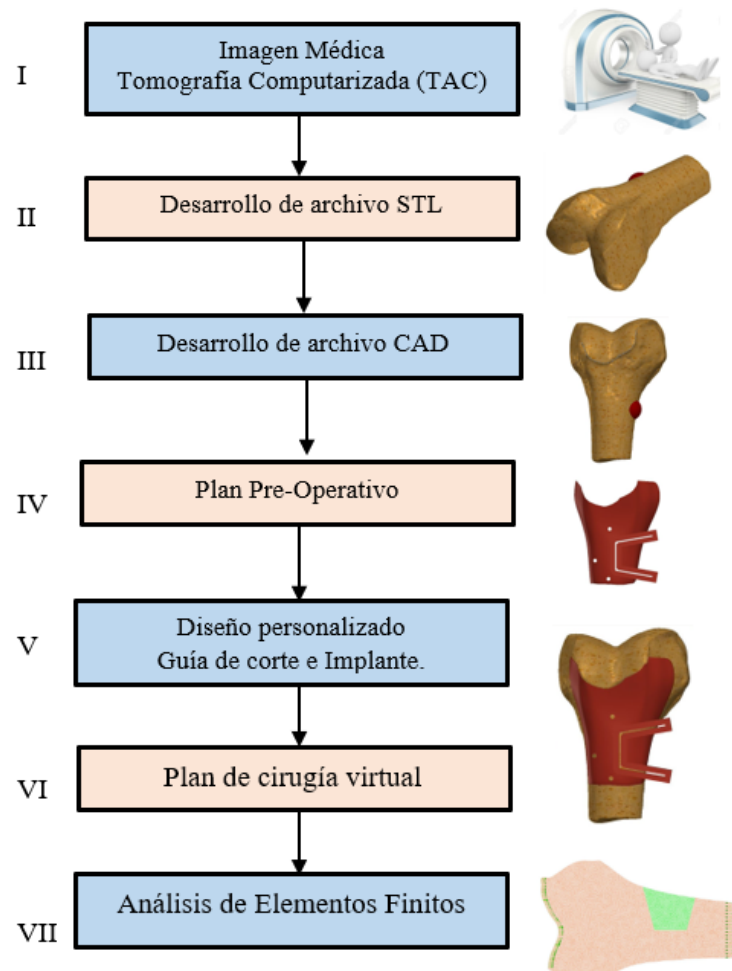 I
Imagen Médica
Tomografía Computarizada (TAC)
II
Desarrollo de archivo STL
III
Desarrollo de archivo CAD
IV
Plan Pre-Operativo
V
Diseño personalizado
Guía de corte e Implante.
VI
Plan de cirugía virtual
VII
Análisis de Elementos Finitos